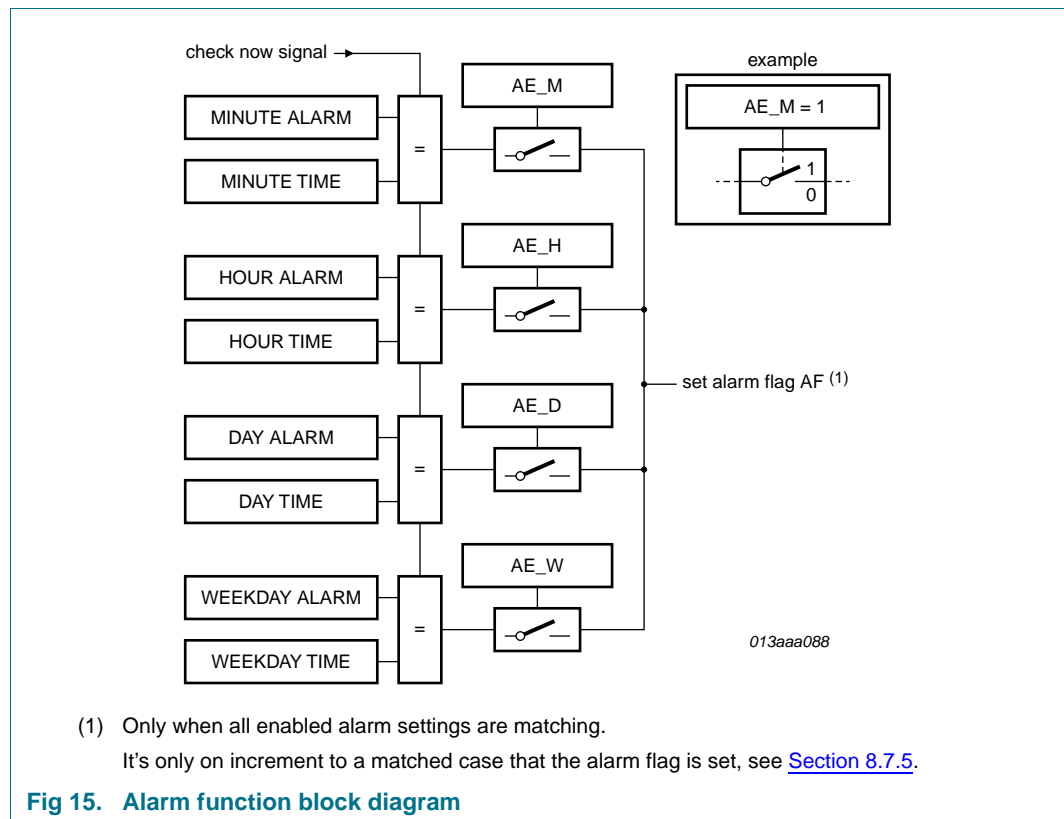 check now signal
example
AE_M
AE_M = 1
MINUTE ALARM
=
1
MINUTE TIME
0
AE_H
HOUR ALARM
=
HOUR TIME
set alarm flag AF (1)
AE_D
DAY ALARM
=
DAY TIME
AE_W
WEEKDAY ALARM
=
WEEKDAY TIME
013aaa088
(1) Only when all enabled alarm settings are matching.
It's only on increment to a matched case that the alarm flag is set, see Section 8.7.5.
Fig 15. Alarm function block diagram